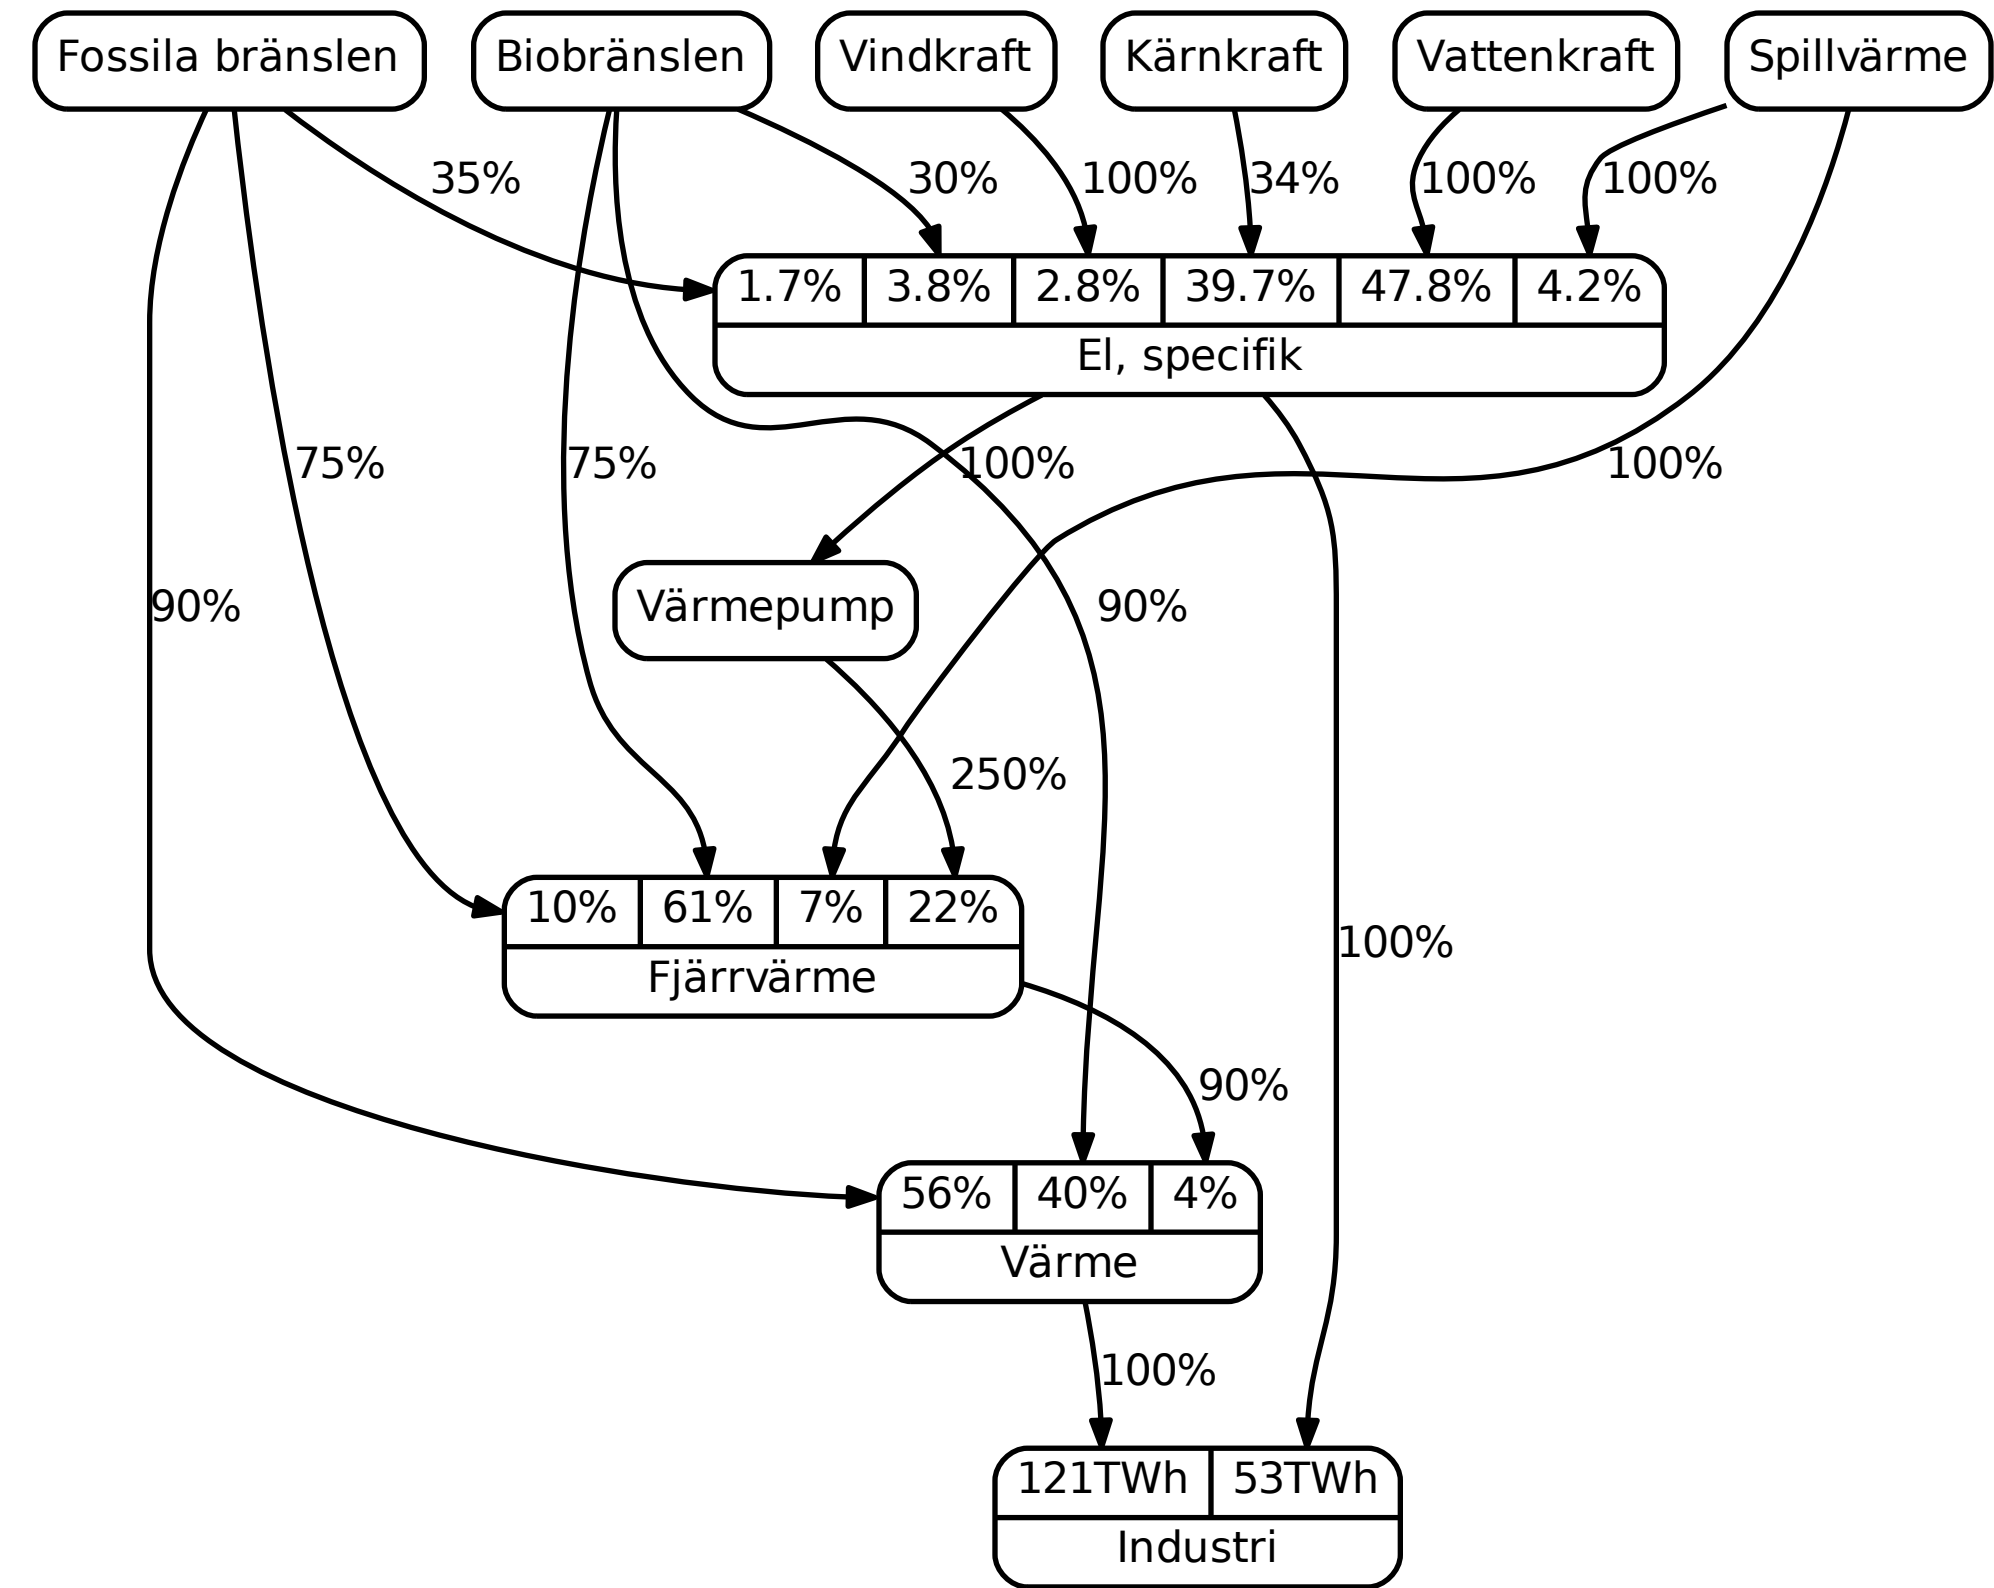 Fossila bränslen
Biobränslen
Vindkraft
Kärnkraft
Vattenkraft
Spillvärme
35%
30%
100%
34%
100%
100%
1.7%
3.8%
2.8%
39.7%
47.8%
4.2%
El, specifik
75%
75%
100%
100%
90%
Värmepump
90%
250%
10%
61%
7%
22%
Fjärrvärme
100%
90%
56%
40%
4%
Värme
100%
121TWh
53TWh
Industri